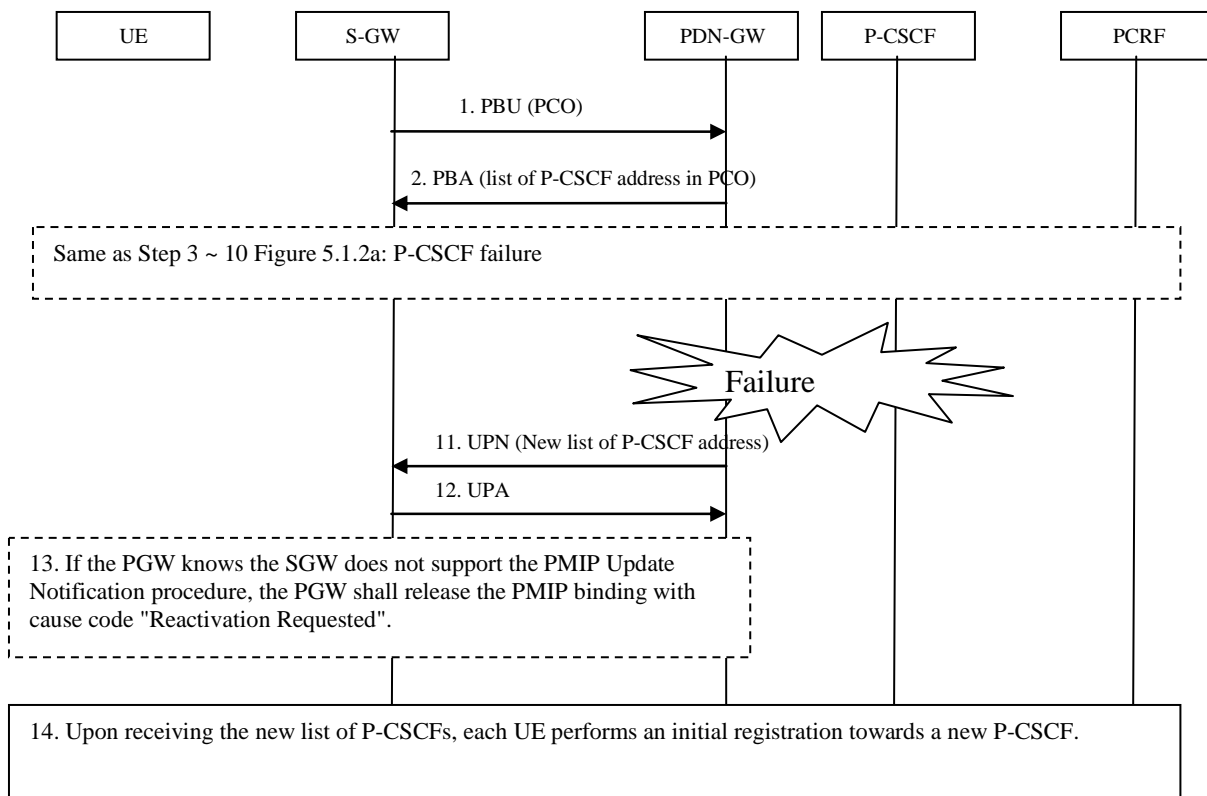 UE
S-GW
PDN-GW
P-CSCF
PCRF
1. PBU (PCO)
2. PBA (list of P-CSCF address in PCO)
Same as Step 3 ~ 10 Figure 5.1.2a: P-CSCF failure
Failure
11. UPN (New list of P-CSCF address)
12. UPA
13. If the PGW knows the SGW does not support the PMIP Update
Notification procedure, the PGW shall release the PMIP binding with
cause code "Reactivation Requested".
14. Upon receiving the new list of P-CSCFs, each UE performs an initial registration towards a new P-CSCF.